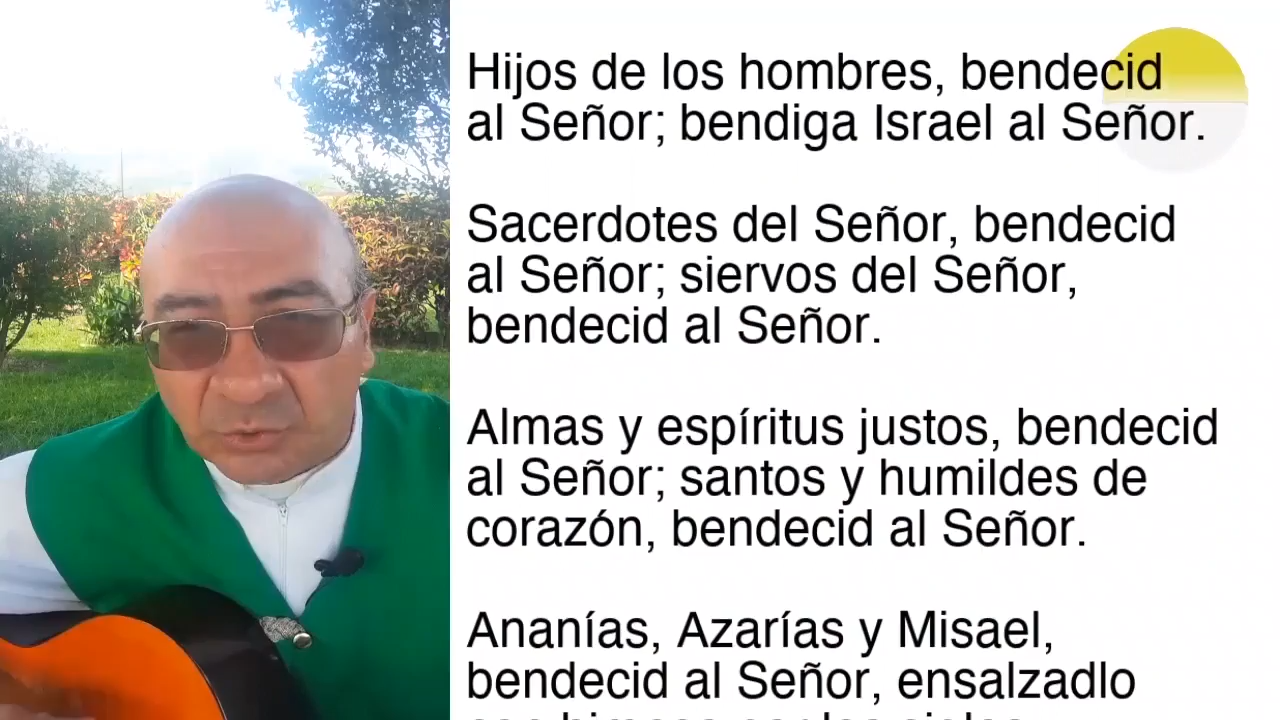 Hijos de los hombres, bendecid
al Señor; bendiga Israel al Señor.
Sacerdotes del Señor, bendecid
al Señor; siervos del Señor,
bendecid al Señor.
Almas y espíritus justos, bendecid
al Señor; santos y humildes de
corazón, bendecid al Señor.
Ananías, Azarías y Misael,
bendecid al Señor, ensalzadlo